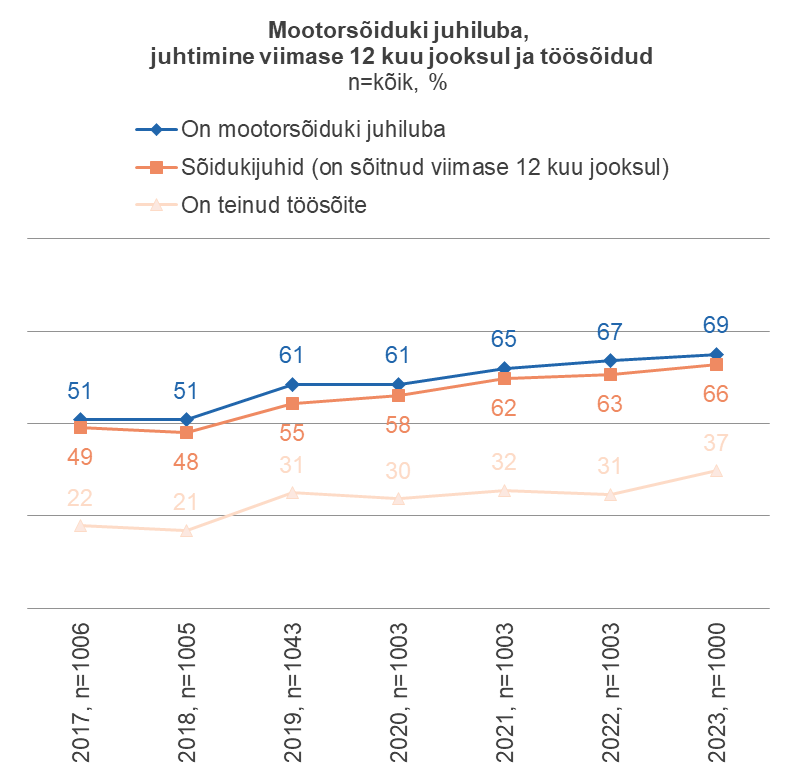 Mootorsõiduki juhiluba,
juhtimine viimase 12 kuu jooksul ja töösõidud
n=kõik, %
On mootorsõiduki juhiluba
Sõidukijuhid (on sõitnud viimase 12 kuu jooksul)
On teinud töösõite
51 51 61 61 65 67 69
49 48 55 58 62 63 66
22 21 31 30 32 31 37
2017, n=1006
2018, n=1005
2019, n=1043
2020, n=1003
2021, n=1003
2022, n=1003
2023, n=1000